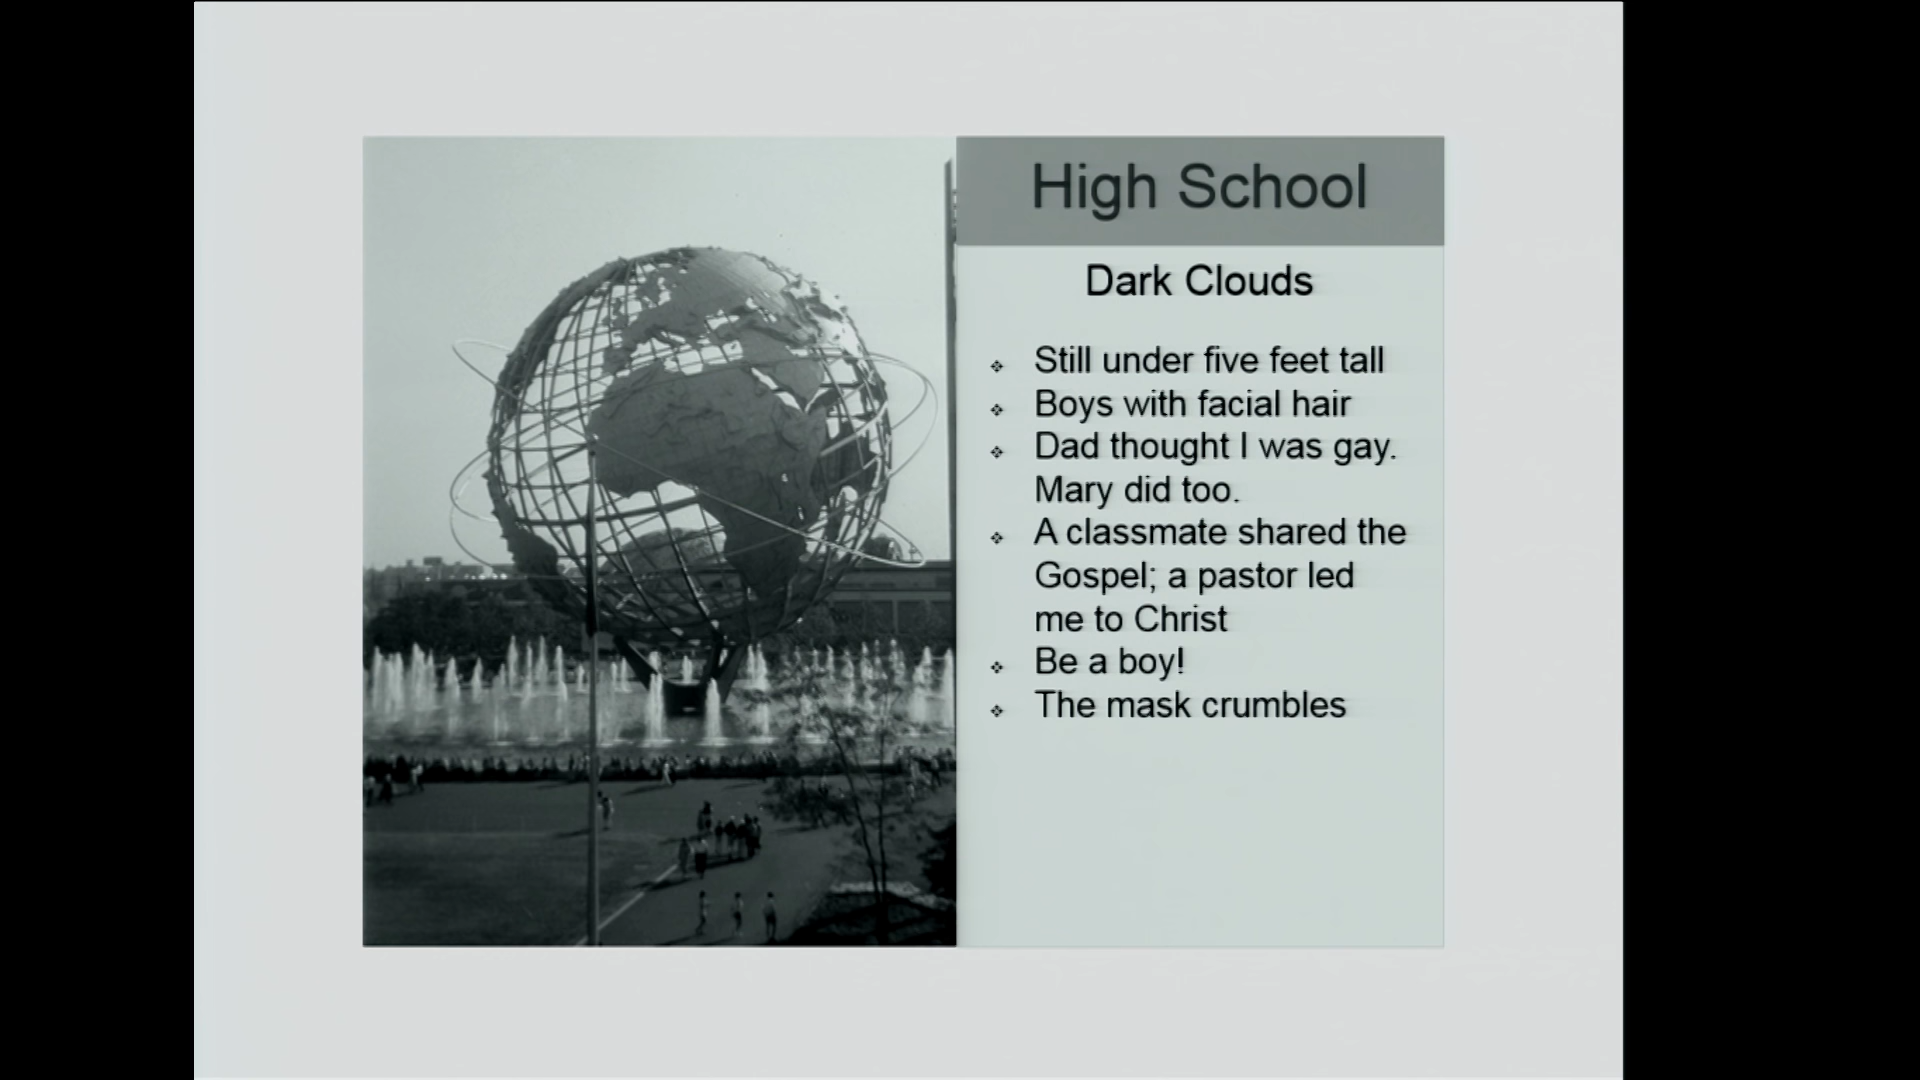 High School
Dark Clouds
Still under five feet tall
Boys with facial hair
Dad thought I was gay.
Mary did too.
A classmate shared the
Gospel; a pastor led
me to Christ
Be a boy!
The mask crumbles